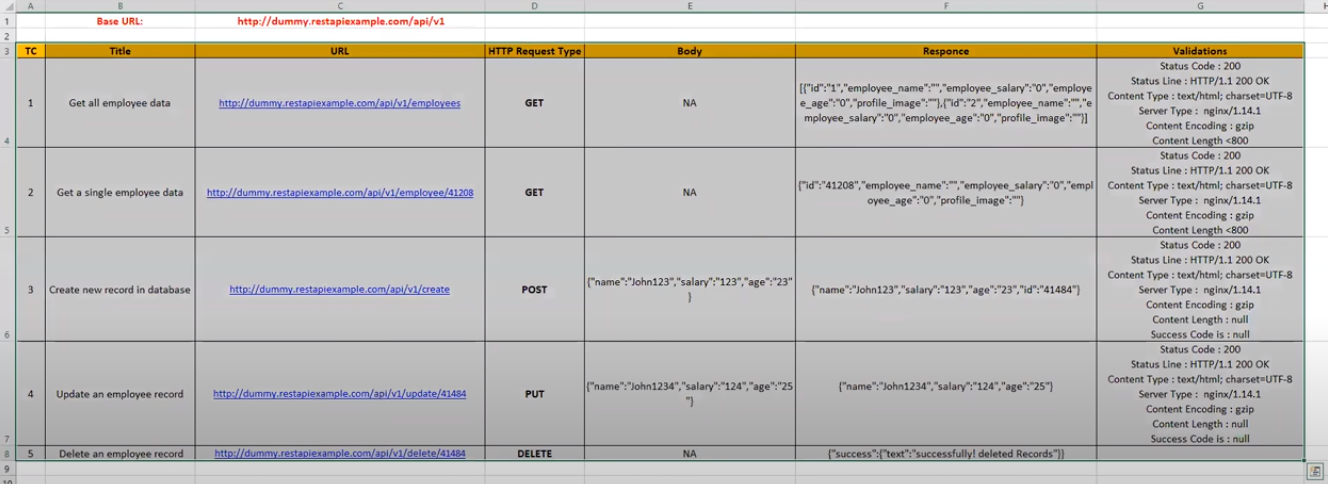 A B C D E F G H
1 Base URL: http://dummy.restapiexample.com/api/v1
2
3 TC Title URL HTTP Request Type Body Responce Validations
1 Get all employee data http://dummy.restapiexample.com/api/v1/employees GET NA
[{"id":"1","employee_name":"","employee_salary":"0","employe
e_age":"0","profile_image":""},{"id":"2","employee_name":"","e
mployee_salary":"0","employee_age":"0","profile_image":""}]
Status Code : 200
Status Line : HTTP/1.1 200 OK
Content Type : text/html; charset=UTF-8
Server Type : nginx/1.14.1
Content Encoding : gzip
Content Length <800
4
2 Get a single employee data http://dummy.restapiexample.com/api/v1/employee/41208 GET NA
{"id":"41208","employee_name":"","employee_salary":"0","empl
oyee_age":"0","profile_image":""}
Status Code : 200
Status Line : HTTP/1.1 200 OK
Content Type : text/html; charset=UTF-8
Server Type : nginx/1.14.1
Content Encoding : gzip
Content Length <800
5
3 Create new record in database http://dummy.restapiexample.com/api/v1/create POST
{"name":"John123","salary":"123","age":"23"
}
{"name":"John123","salary":"123","age":"23","id":"41484"}
Status Code : 200
Status Line : HTTP/1.1 200 OK
Content Type : text/html; charset=UTF-8
Server Type : nginx/1.14.1
Content Encoding : gzip
Content Length : null
Success Code is : null
6
4 Update an employee record http://dummy.restapiexample.com/api/v1/update/41484 PUT
{"name":"John1234","salary":"124","age":"25
"}
{"name":"John1234","salary":"124","age":"25"}
Status Code : 200
Status Line : HTTP/1.1 200 OK
Content Type : text/html; charset=UTF-8
Server Type : nginx/1.14.1
Content Encoding : gzip
Content Length : null
Success Code is : null
7
8 5 Delete an employee record http://dummy.restapiexample.com/api/v1/delete/41484 DELETE NA {"success":{"text":"successfully! deleted Records"}}
9
10